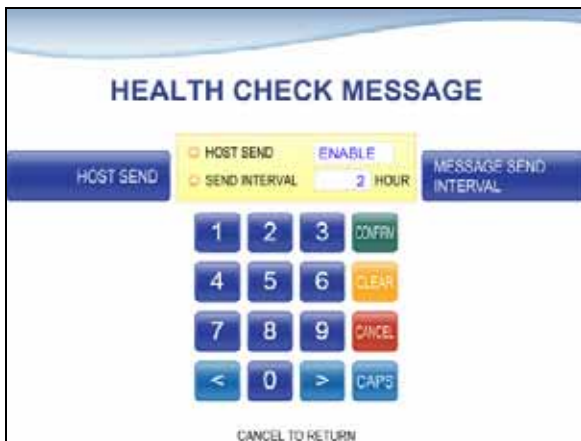 HEALTH CHECK MESSAGE
HOST SEND
HOST SEND ENABLE
SEND INTERVAL 2 HOUR
MESSAGE SEND
INTERVAL
1 2 3 CONFIRM
4 5 6 CLEAR
7 8 9 CANCEL
< 0 > CAPS
CANCEL TO RETURN